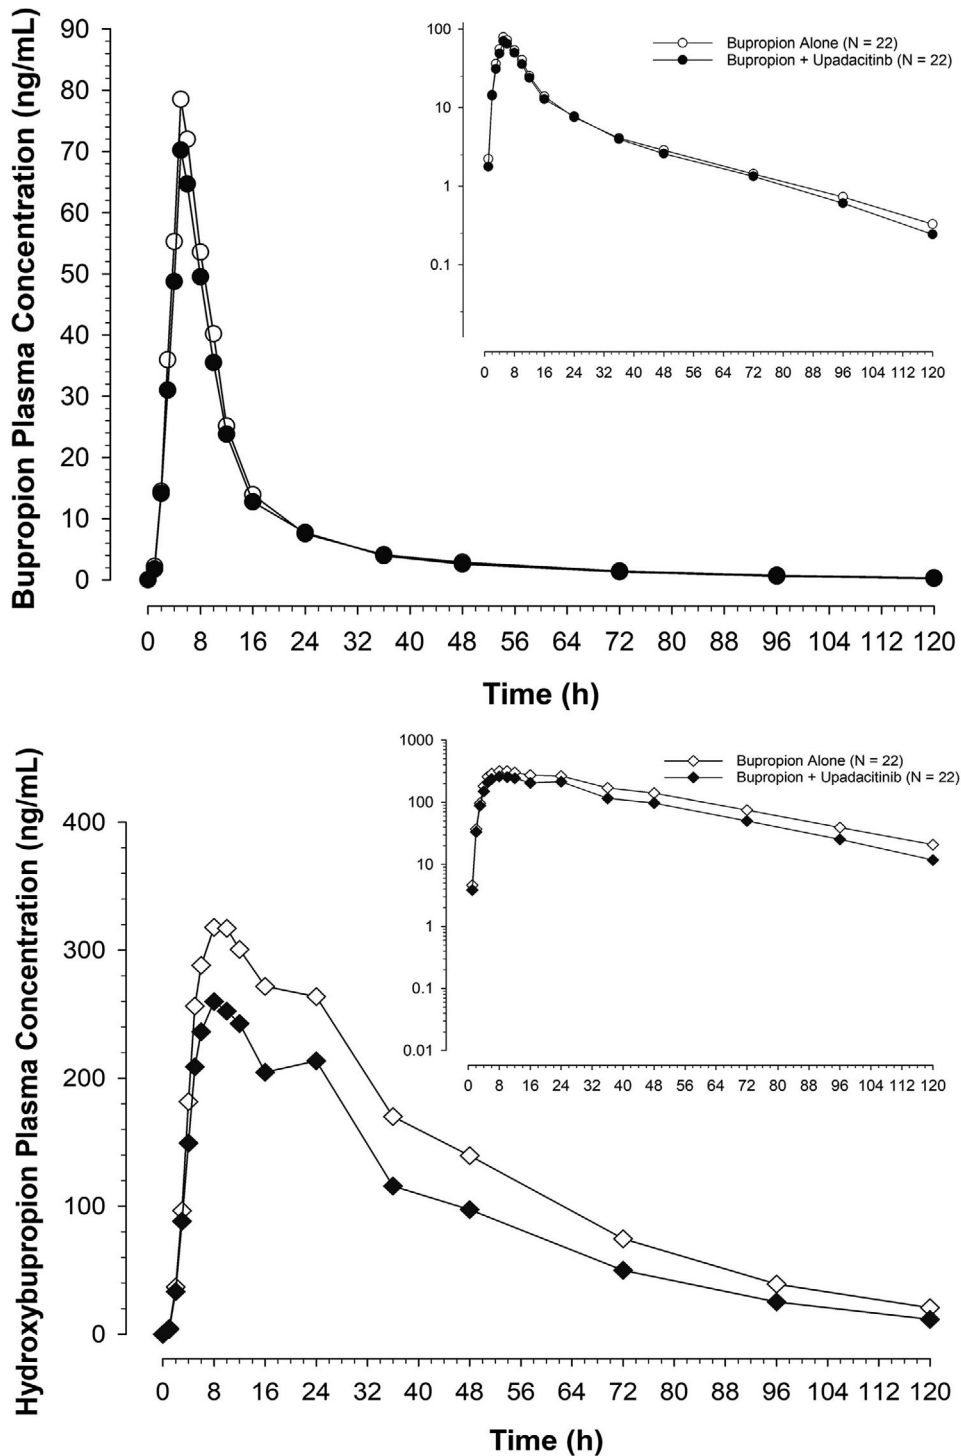 Bupropion Plasma Concentration (ng/mL)
90
80
70
60
50
40
30
20
10
0
0 8 16 24 32 40 48 56 64 72 80 88 96 104 112 120
Time (h)
100
10
1
0.1
0 8 16 24 32 40 48 56 64 72 80 88 96 104 112 120
Bupropion Alone (N = 22)
Bupropion + Upadacitinb (N = 22)
Hydroxybupropion Plasma Concentration (ng/mL)
400
300
200
100
0
0 8 16 24 32 40 48 56 64 72 80 88 96 104 112 120
Time (h)
1000
100
10
1
0.1
0.01
0 8 16 24 32 40 48 56 64 72 80 88 96 104 112 120
Bupropion Alone (N = 22)
Bupropion + Upadacitinib (N = 22)